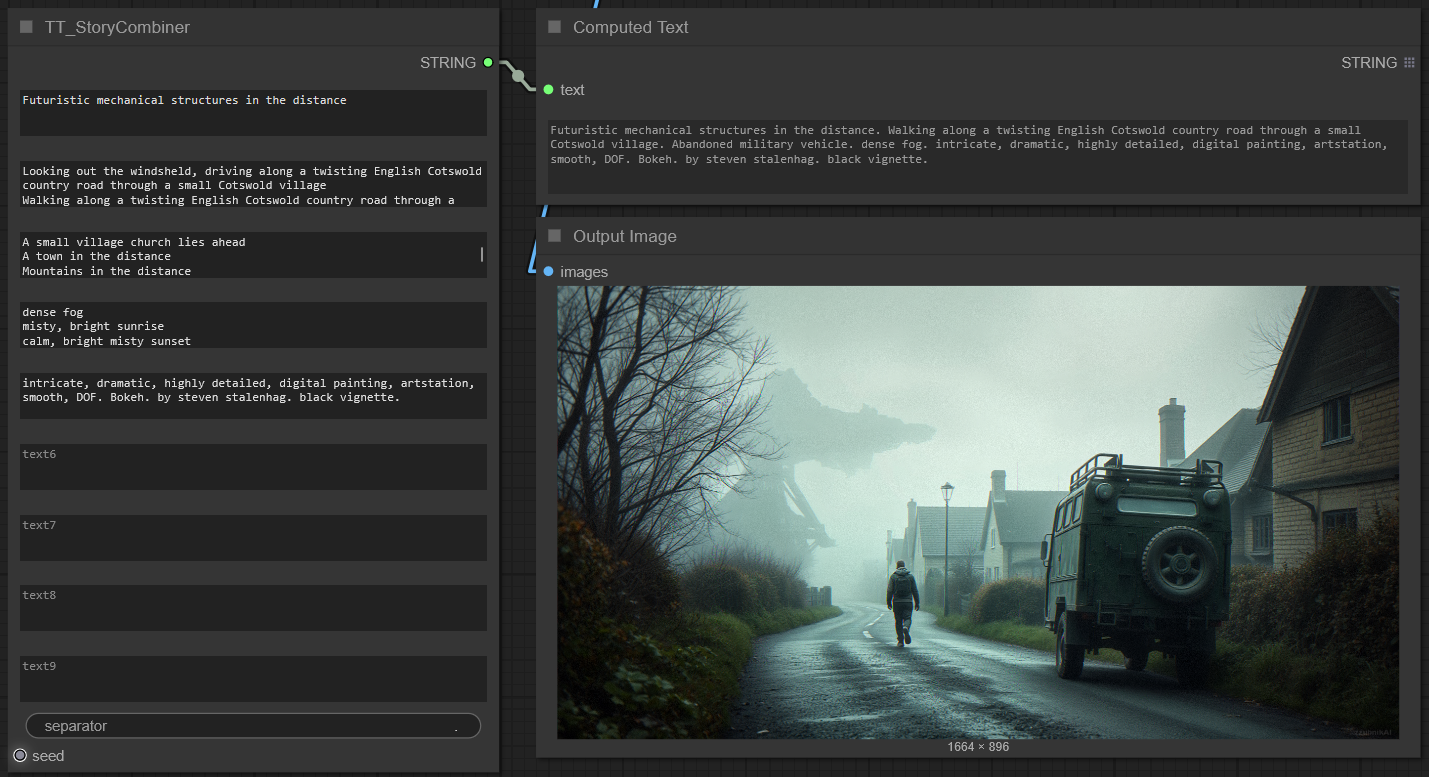 TT_StoryCombiner
STRING
Futuristic mechanical structures in the distance
Looking out the windsheld, driving along a twisting English Cotswold
country road through a small Cotswold village
Walking along a twisting English Cotswold country road through a
A small village church lies ahead
A town in the distance
Mountains in the distance
dense fog
misty, bright sunrise
calm, bright misty sunset
intricate, dramatic, highly detailed, digital painting, artstation,
smooth, DOF. Bokeh. by steven stalenhag. black vignette.
text6
text7
text8
text9
separator .
seed
Computed Text
STRING
text
Futuristic mechanical structures in the distance. Walking along a twisting English Cotswold country road through a small
Cotswold village. Abandoned military vehicle. dense fog. intricate, dramatic, highly detailed, digital painting, artstation,
smooth, DOF. Bokeh. by steven stalenhag. black vignette.
Output Image
images
1664 × 896